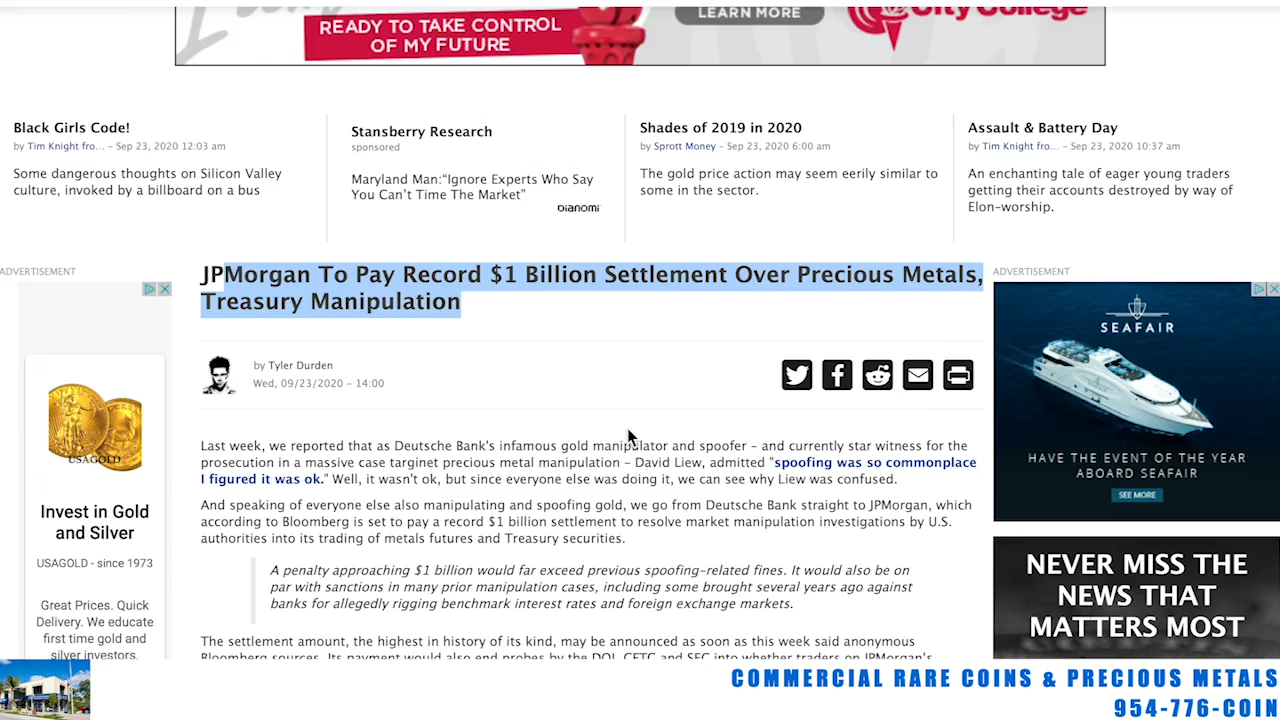 READY TO TAKE CONTROL
OF MY FUTURE
LEARN MORE
City College
Black Girls Code!
by Tim Knight fro... – Sep 23, 2020 12:03 am
Some dangerous thoughts on Silicon Valley
culture, invoked by a billboard on a bus
Stansberry Research
sponsored
Maryland Man:“Ignore Experts Who Say
You Can’t Time The Market”
DIANOMI
Shades of 2019 in 2020
by Sprott Money – Sep 23, 2020 6:00 am
The gold price action may seem eerily similar to
some in the sector.
Assault & Battery Day
by Tim Knight fro... – Sep 23, 2020 10:37 am
An enchanting tale of eager young traders
getting their accounts destroyed by way of
Elon-worship.
ADVERTISEMENT
USAGOLD
Invest in Gold
and Silver
USAGOLD - since 1973
Great Prices. Quick
Delivery. We educate
first time gold and
silver investors.
JPMorgan To Pay Record $1 Billion Settlement Over Precious Metals,
Treasury Manipulation
by Tyler Durden
Wed, 09/23/2020 – 14:00
Last week, we reported that as Deutsche Bank's infamous gold manipulator and spoofer – and currently star witness for the
prosecution in a massive case targinet precious metal manipulation – David Liew, admitted "spoofing was so commonplace
I figured it was ok." Well, it wasn't ok, but since everyone else was doing it, we can see why Liew was confused.
And speaking of everyone else also manipulating and spoofing gold, we go from Deutsche Bank straight to JPMorgan, which
according to Bloomberg is set to pay a record $1 billion settlement to resolve market manipulation investigations by U.S.
authorities into its trading of metals futures and Treasury securities.
A penalty approaching $1 billion would far exceed previous spoofing-related fines. It would also be on
par with sanctions in many prior manipulation cases, including some brought several years ago against
banks for allegedly rigging benchmark interest rates and foreign exchange markets.
The settlement amount, the highest in history of its kind, may be announced as soon as this week said anonymous
Bloomberg sources. Its payment would also end probes by the DOJ, CFTC and SEC into whether traders on JPMorgan's
ADVERTISEMENT
SEAFAIR
HAVE THE EVENT OF THE YEAR
ABOARD SEAFAIR
SEE MORE
NEVER MISS THE
NEWS THAT
MATTERS MOST
COMMERCIAL RARE COINS & PRECIOUS METALS
954-776-COIN